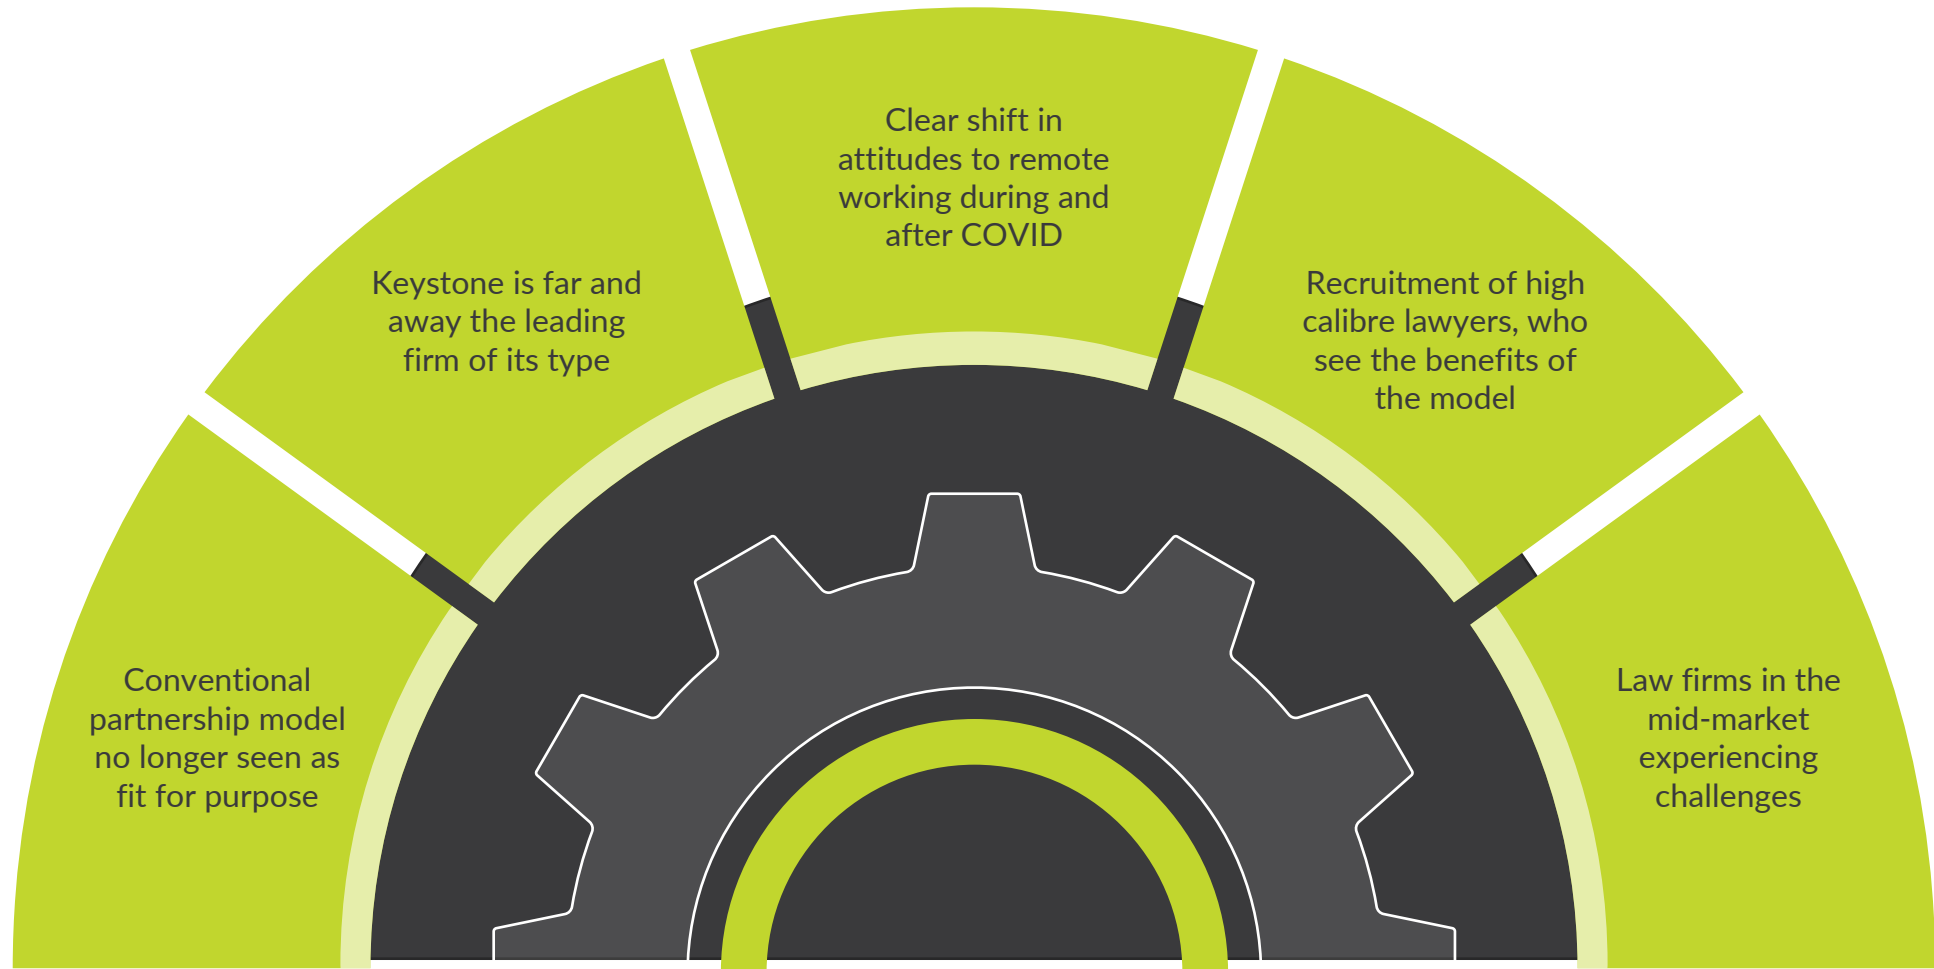 Conventional
partnership model
no longer seen as
fit for purpose
Keystone is far and
away the leading
firm of its type
Clear shift in
attitudes to remote
working during and
after COVID
Recruitment of high
calibre lawyers, who
see the benefits of
the model
Law firms in the
mid-market
experiencing
challenges